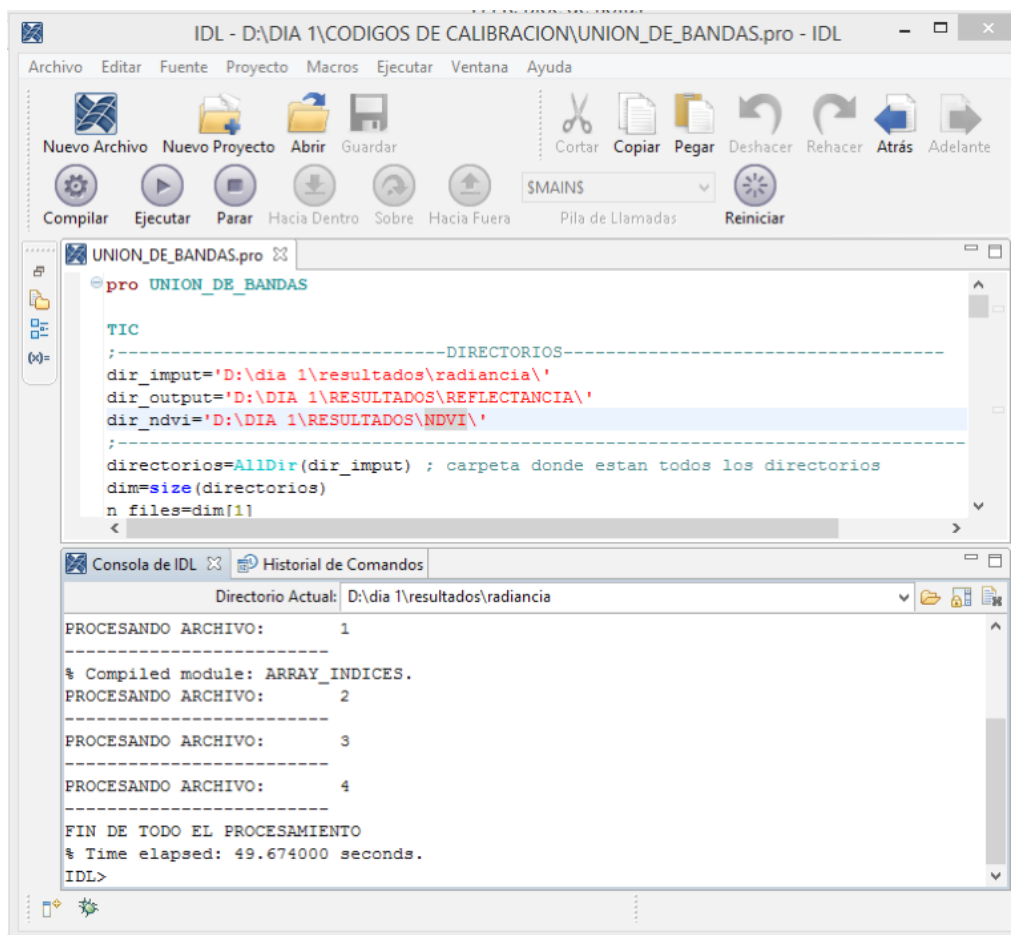 IDL - D:\DIA 1\CODIGOS DE CALIBRACION\UNION_DE_BANDAS.pro - IDL
Archivo Editar Fuente Proyecto Macros Ejecutar Ventana Ayuda
Nuevo Archivo Nuevo Proyecto Abrir Guardar Cortar Copiar Pegar Deshacer Rehacer Atrás Adelante
$MAIN$
Compilar Ejecutar Parar Hacia Dentro Sobre Hacia Fuera Pila de Llamadas Reiniciar
UNION_DE_BANDAS.pro
pro UNION_DE_BANDAS
TIC
;-------------------------------DIRECTORIOS------------------------------------
dir_imput='D:\dia 1\resultados\radiancia\'
dir_output='D:\DIA 1\RESULTADOS\REFLECTANCIA\'
dir_ndvi='D:\DIA 1\RESULTADOS\NDVI\'
;--------------------------------------------------------------------------------
directorios=AllDir(dir_imput) ; carpeta donde estan todos los directorios
dim=size(directorios)
n_files=dim[1]
(x)=
Consola de IDL Historial de Comandos
Directorio Actual: D:\dia 1\resultados\radiancia
PROCESANDO ARCHIVO: 1
-------------------------
% Compiled module: ARRAY_INDICES.
PROCESANDO ARCHIVO: 2
-------------------------
PROCESANDO ARCHIVO: 3
-------------------------
PROCESANDO ARCHIVO: 4
-------------------------
FIN DE TODO EL PROCESAMIENTO
% Time elapsed: 49.674000 seconds.
IDL>